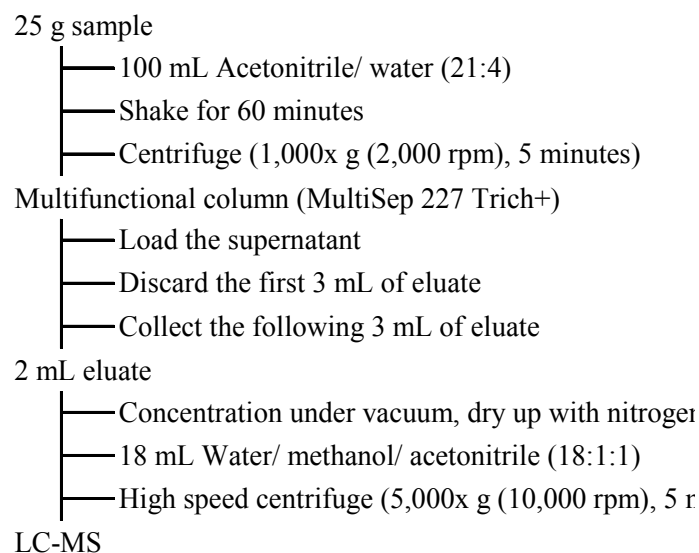 25 g sample
100 mL Acetonitrile/ water (21:4)
Shake for 60 minutes
Centrifuge (1,000x g (2,000 rpm), 5 minutes)
Multifunctional column (MultiSep 227 Trich+)
Load the supernatant
Discard the first 3 mL of eluate
Collect the following 3 mL of eluate
2 mL eluate
Concentration under vacuum, dry up with nitrogen
18 mL Water/ methanol/ acetonitrile (18:1:1)
High speed centrifuge (5,000x g (10,000 rpm), 5
LC-MS